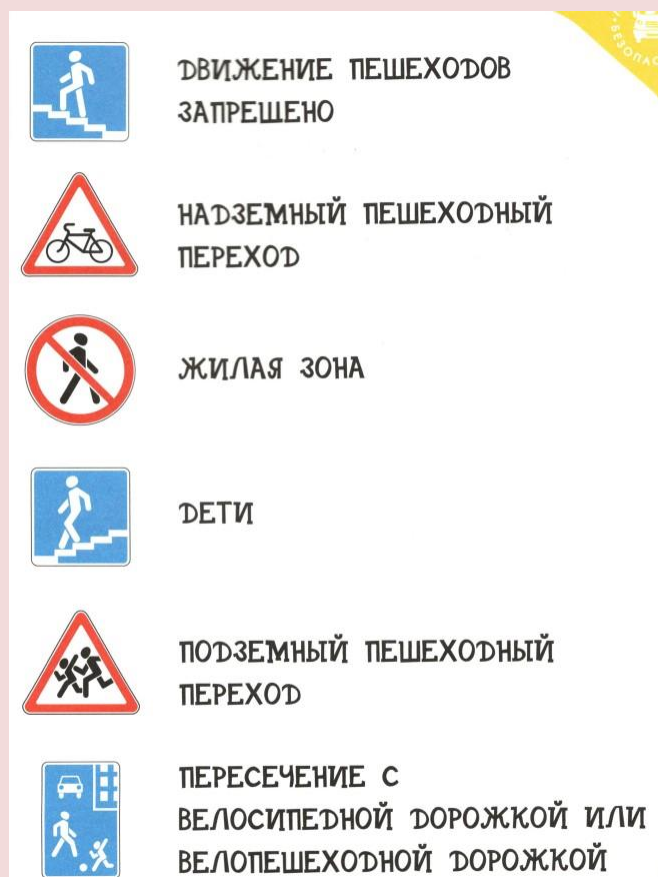 ДВИЖЕНИЕ ПЕШЕХОДОВ
ЗАПРЕЩЕНО
НАДЗЕМНЫЙ ПЕШЕХОДНЫЙ
ПЕРЕХОД
ЖИЛАЯ ЗОНА
ДЕТИ
ПОДЗЕМНЫЙ ПЕШЕХОДНЫЙ
ПЕРЕХОД
ПЕРЕСЕЧЕНИЕ С
ВЕЛОСИПЕДНОЙ ДОРОЖКОЙ ИЛИ
ВЕЛОПЕШЕХОДНОЙ ДОРОЖКОЙ